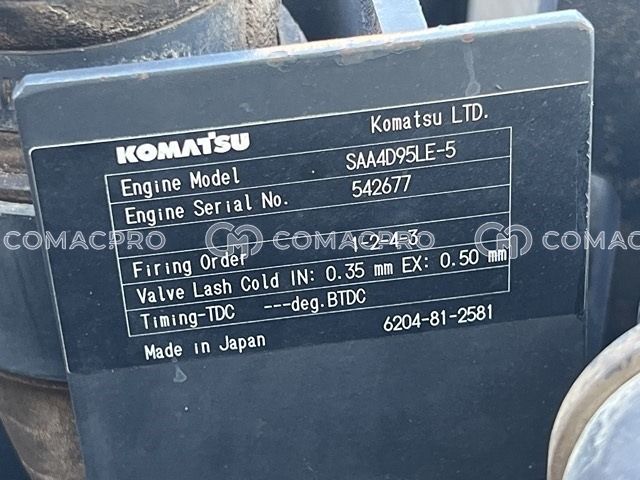 KOMATSU Komatsu LTD.
Engine Model SAA4D95LE-5
Engine Serial No. 542677
COMACPRO COMACPRO COMACPRO
Firing Order 1-2-4-3
Valve Lash Cold IN: 0.35 mm EX: 0.50 mm
Timing-TDC ---deg.BTDC
Made in Japan 6204-81-2581